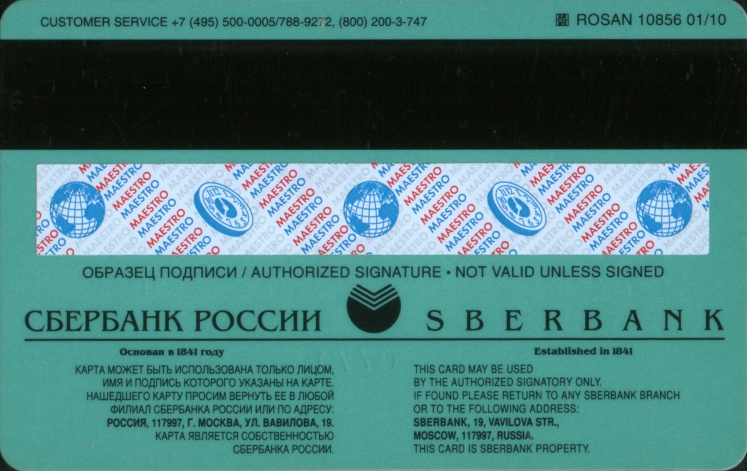 CUSTOMER SERVICE +7 (495) 500-0005/788-9272, (800) 200-3-747
ROSAN 10856 01/10
MAESTRO MAESTRO MAESTRO MAESTRO
ОБРАЗЕЦ ПОДПИСИ / AUTHORIZED SIGNATURE • NOT VALID UNLESS SIGNED
СБЕРБАНК РОССИИ
SBERBANK
Основан в 1841 году
КАРТА МОЖЕТ БЫТЬ ИСПОЛЬЗОВАНА ТОЛЬКО ЛИЦОМ,
ИМЯ И ПОДПИСЬ КОТОРОГО УКАЗАНЫ НА КАРТЕ.
НАШЕДШЕГО КАРТУ ПРОСИМ ВЕРНУТЬ ЕЕ В ЛЮБОЙ
ФИЛИАЛ СБЕРБАНКА РОССИИ ИЛИ ПО АДРЕСУ:
РОССИЯ, 117997, Г. МОСКВА, УЛ. ВАВИЛОВА, 19.
КАРТА ЯВЛЯЕТСЯ СОБСТВЕННОСТЬЮ
СБЕРБАНКА РОССИИ.
Established in 1841
THIS CARD MAY BE USED
BY THE AUTHORIZED SIGNATORY ONLY.
IF FOUND PLEASE RETURN TO ANY SBERBANK BRANCH
OR TO THE FOLLOWING ADDRESS:
SBERBANK, 19, VAVILOVA STR.,
MOSCOW, 117997, RUSSIA.
THIS CARD IS SBERBANK PROPERTY.